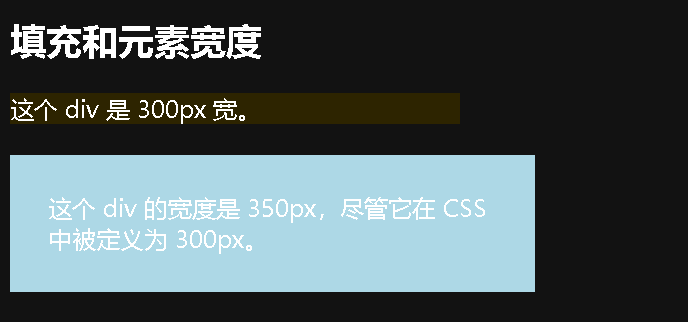 填充和元素宽度
这个 div 是 300px 宽。
这个 div 的宽度是 350px，尽管它在 CSS
中被定义为 300px。